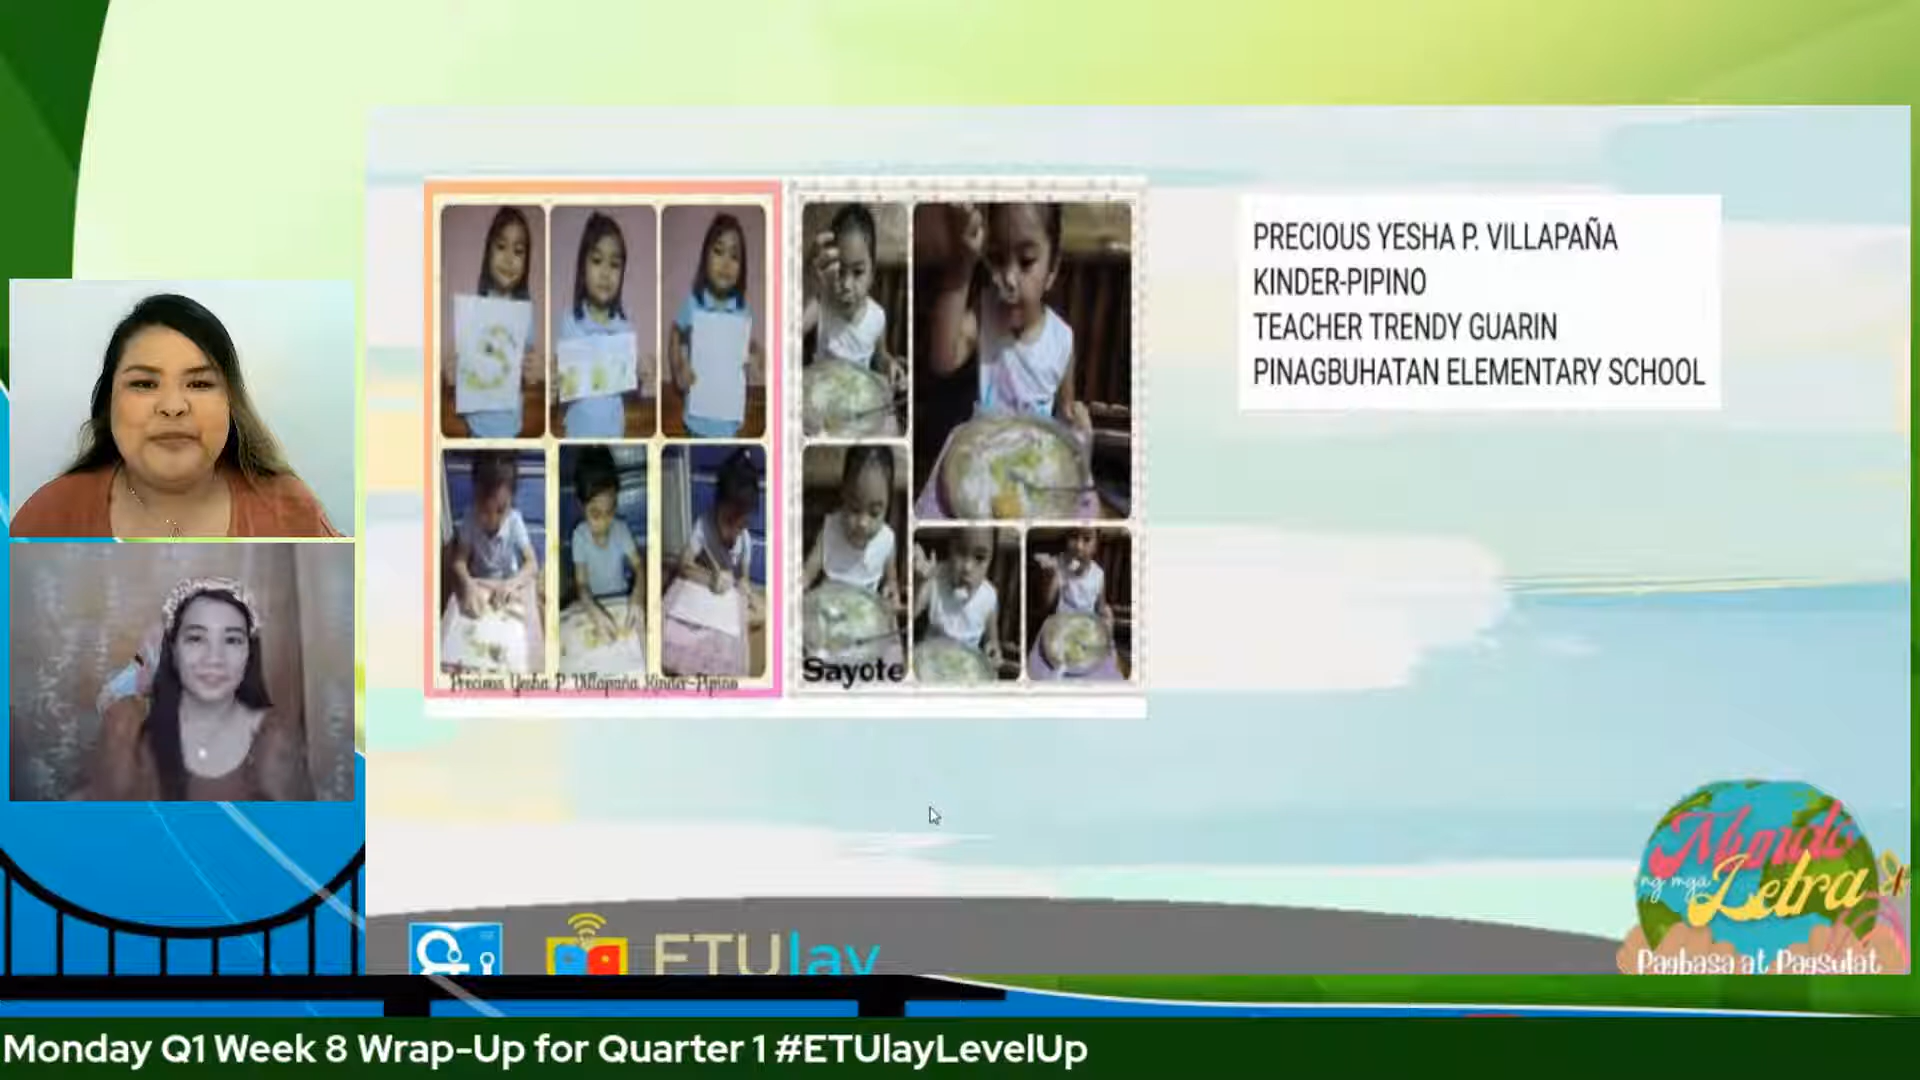 PRECIOUS YESHA P. VILLAPAÑA
KINDER-PIPINO
TEACHER TRENDY GUARIN
PINAGBUHATAN ELEMENTARY SCHOOL
S
Precious Yesha P. Villapaña Kinder-Pipino
Sayote
Mundo
ng mga
Letra
Pagbasa at Pagsulat
ETUlay
Monday Q1 Week 8 Wrap-Up for Quarter 1 #ETUlayLevelUp